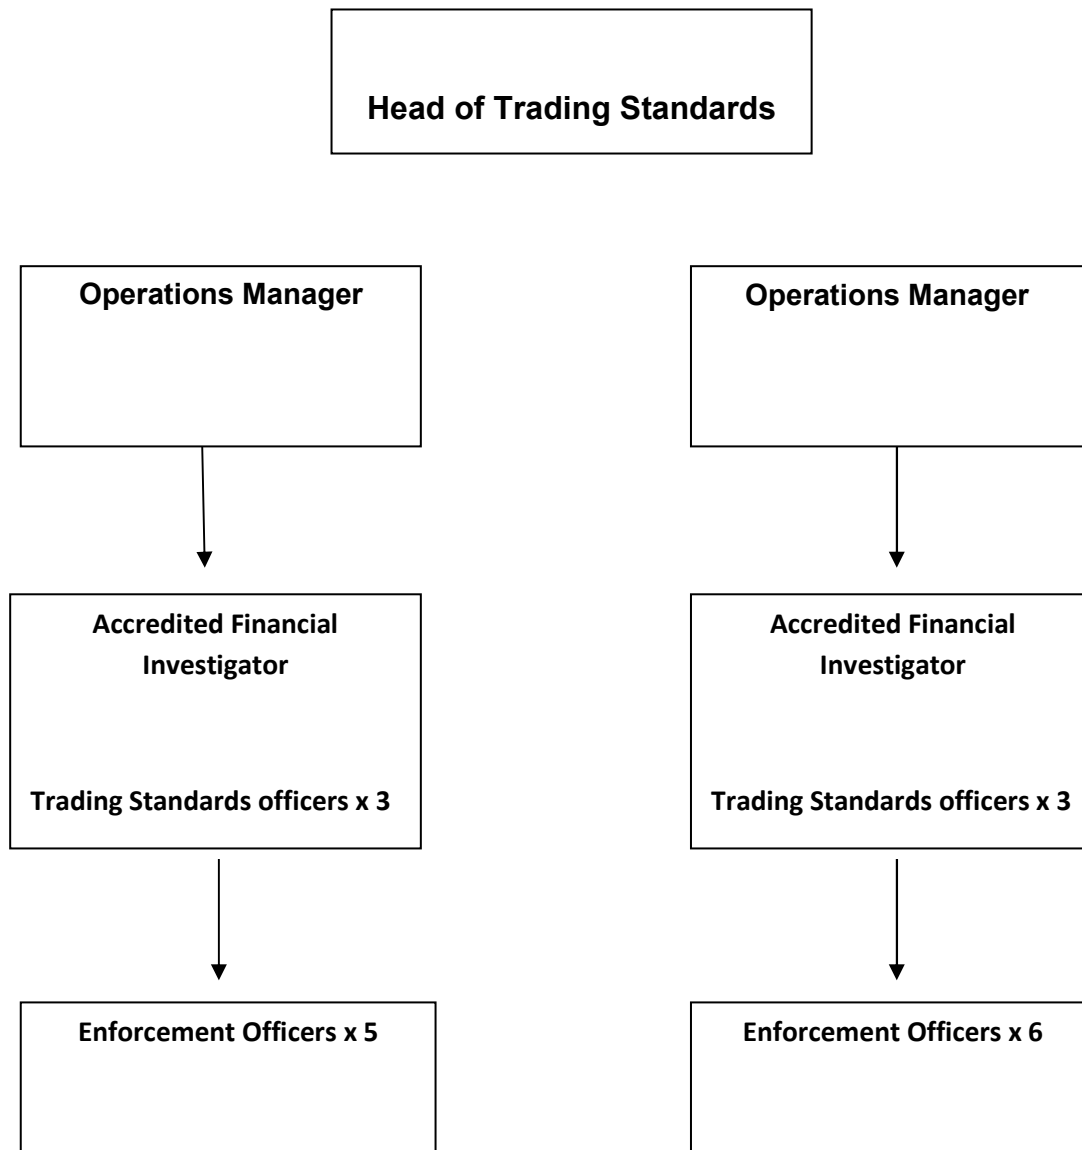 Head of Trading Standards
Operations Manager
Operations Manager
Accredited Financial
Investigator
Trading Standards officers x 3
Accredited Financial
Investigator
Trading Standards officers x 3
Enforcement Officers x 5
Enforcement Officers x 6